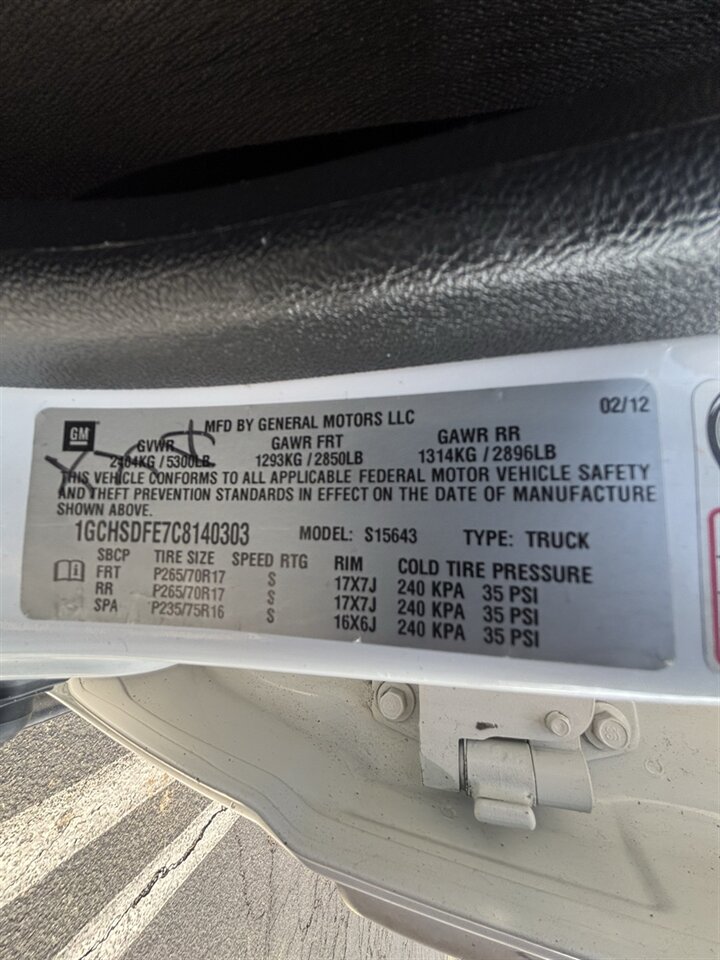 GM
MFD BY GENERAL MOTORS LLC
02/12
GVWR GAWR FRT GAWR RR
2404KG / 5300LB 1293KG / 2850LB 1314KG / 2896LB
THIS VEHICLE CONFORMS TO ALL APPLICABLE FEDERAL MOTOR VEHICLE SAFETY
AND THEFT PREVENTION STANDARDS IN EFFECT ON THE DATE OF MANUFACTURE
SHOWN ABOVE.
1GCHSDFE7C8140303 MODEL: S15643 TYPE: TRUCK
SBCP TIRE SIZE SPEED RTG RIM COLD TIRE PRESSURE
FRT P265/70R17 S 17X7J 240 KPA 35 PSI
RR P265/70R17 S 17X7J 240 KPA 35 PSI
SPA P235/75R16 S 16X6J 240 KPA 35 PSI